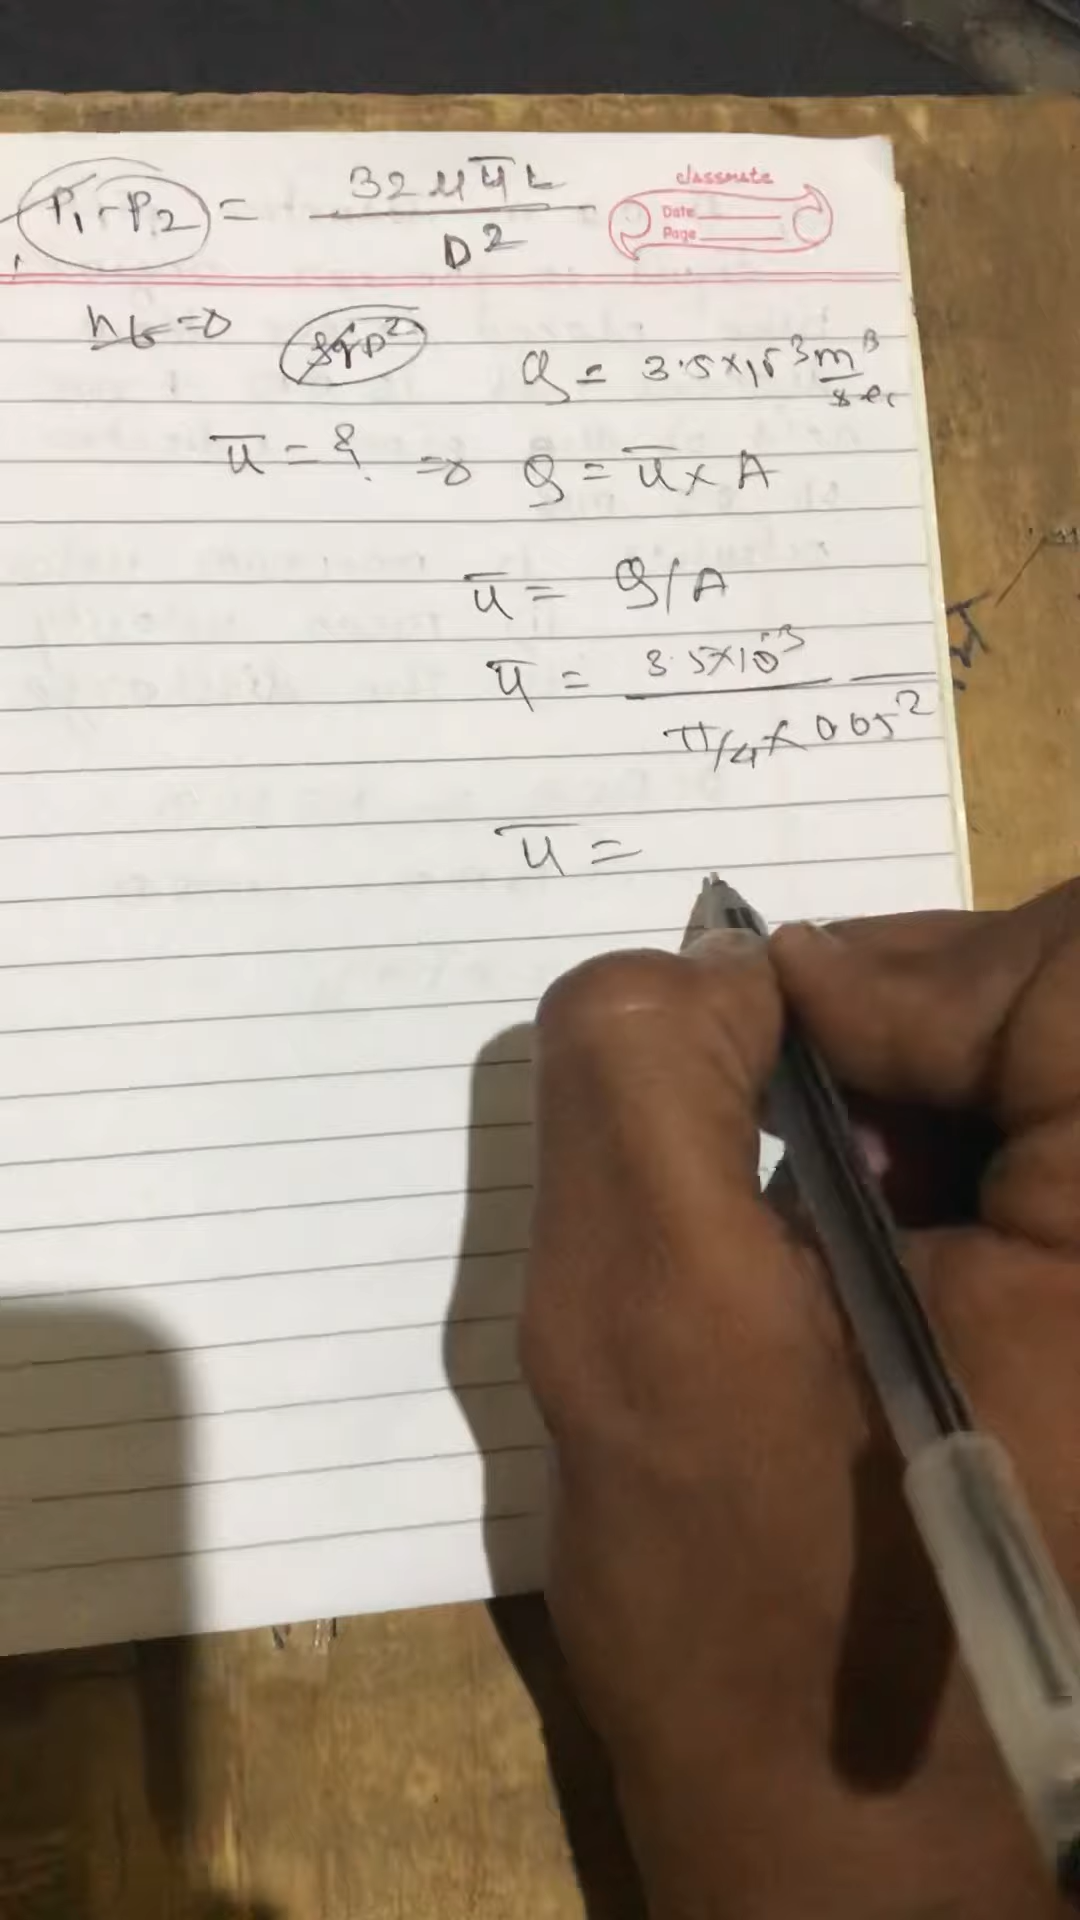 P₁ - P₂ = 32 μ ū L / D²
classmate
Date
Page
hf =
Q = 3.5×10⁻³ m³/sec
ū = ? ⇒ Q = ū × A
ū = Q/A
ū = 3.5×10⁻³ / π/4 × 0.05²
ū =